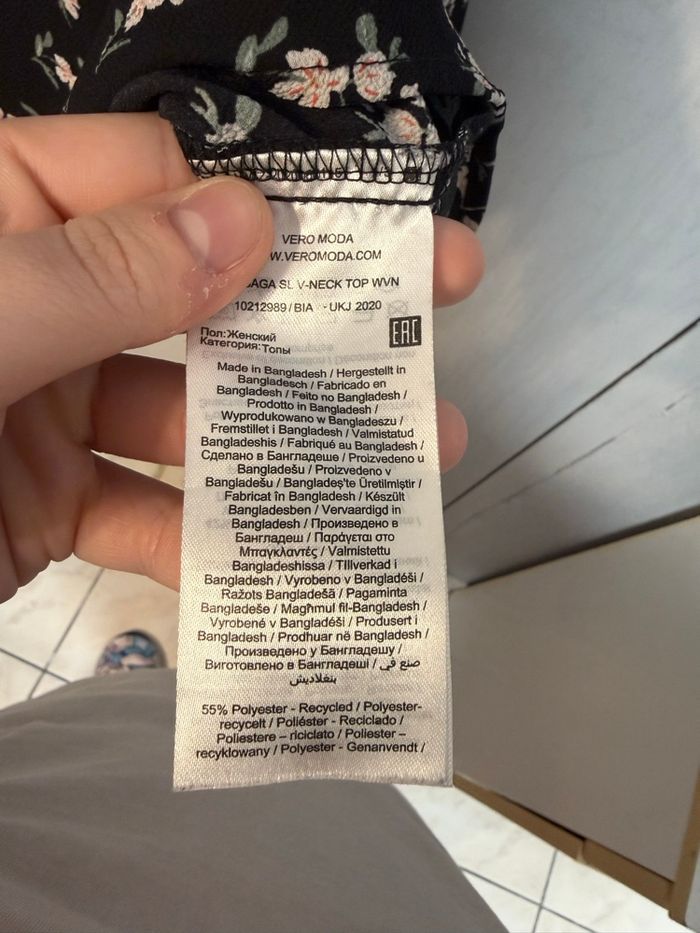 VERO MODA
W.VEROMODA.COM
SL V-NECK TOP WVN
10212989/BIA - UKJ 2020
EAC
Пол:Женский
Категория:Топы
Made in Bangladesh / Hergestellt in
Bangladesch / Fabricado en
Bangladesh / Feito no Bangladesh /
Prodotto in Bangladesh /
Wyprodukowano w Bangladeszu /
Fremstillet i Bangladesh / Valmistatud
Bangladeshis / Fabriqué au Bangladesh /
Сделано в Бангладеше / Proizvedeno u
Bangladešu / Proizvedeno v
Bangladešu / Bangladeş'te Üretilmiştir /
Fabricat în Bangladesh / Készült
Bangladesben / Vervaardigd in
Bangladesh / Произведено в
Бангладеш / Παράγεται στο
Μπαγκλαντές / Valmistettu
Bangladeshissa / Tillverkad i
Bangladesh / Vyrobeno v Bangladéši /
Ražots Bangladešā / Pagaminta
Bangladeše / Magħmul fil-Bangladesh /
Vyrobené v Bangladéši / Produsert i
Bangladesh / Prodhuar në Bangladesh /
Произведено у Бангладешу /
Виготовлено в Бангладеші / صنع في
بنغلاديش
55% Polyester - Recycled / Polyester-
recycelt / Poliéster - Reciclado /
Poliestere – riciclato / Poliester –
recyklowany / Polyester - Genanvendt /